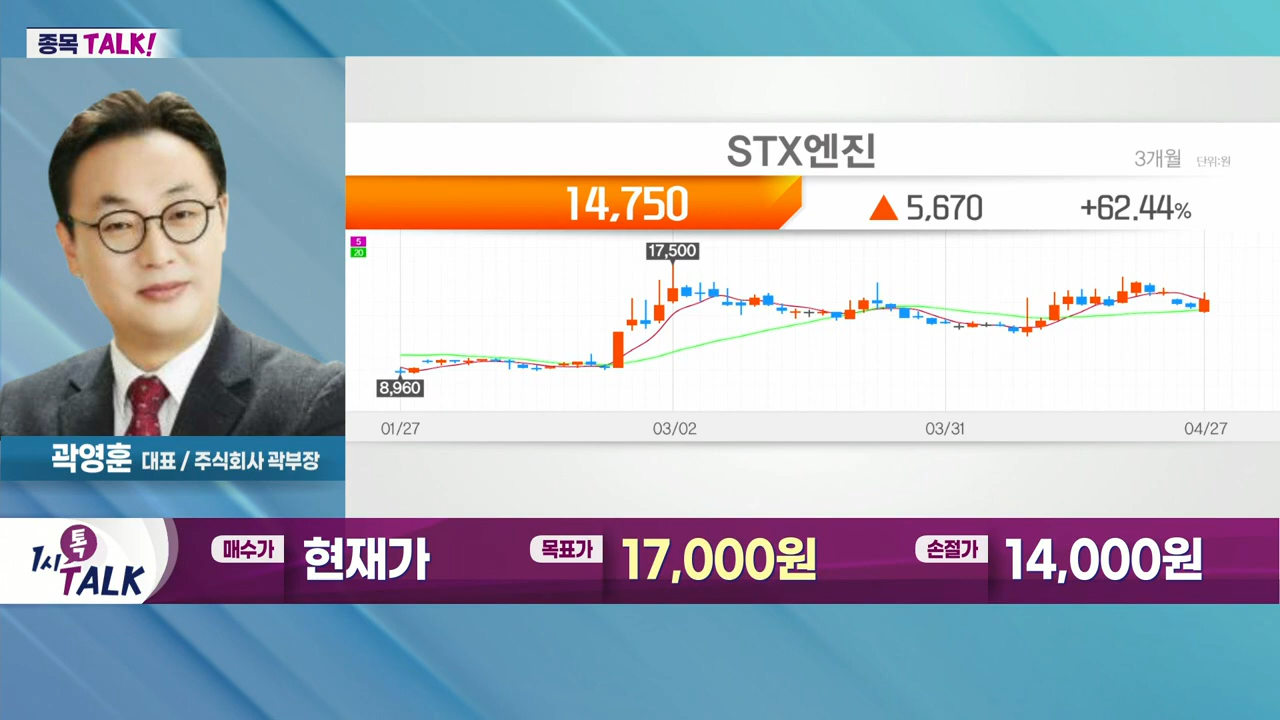 종목 TALK!
STX엔진
3개월 단위:원
14,750 ▲ 5,670 +62.44%
5
20
17,500
8,960
01/27 03/02 03/31 04/27
곽영훈 대표 / 주식회사 곽부장
1시 톡 TALK
매수가 현재가 목표가 17,000원 손절가 14,000원